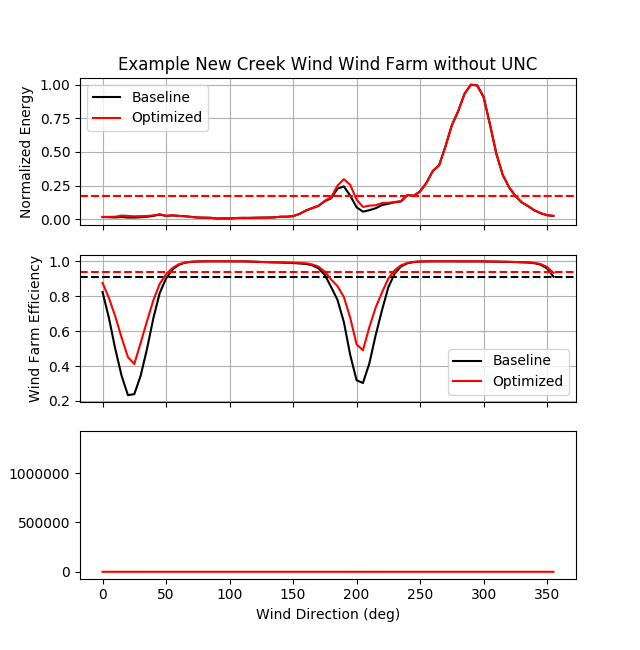 Example New Creek Wind Wind Farm without UNC
Normalized Energy
1.00
0.75
0.50
0.25
0.00
Baseline
Optimized
Wind Farm Efficiency
1.0
0.8
0.6
0.4
0.2
Baseline
Optimized
1000000
500000
0
0 50 100 150 200 250 300 350
Wind Direction (deg)